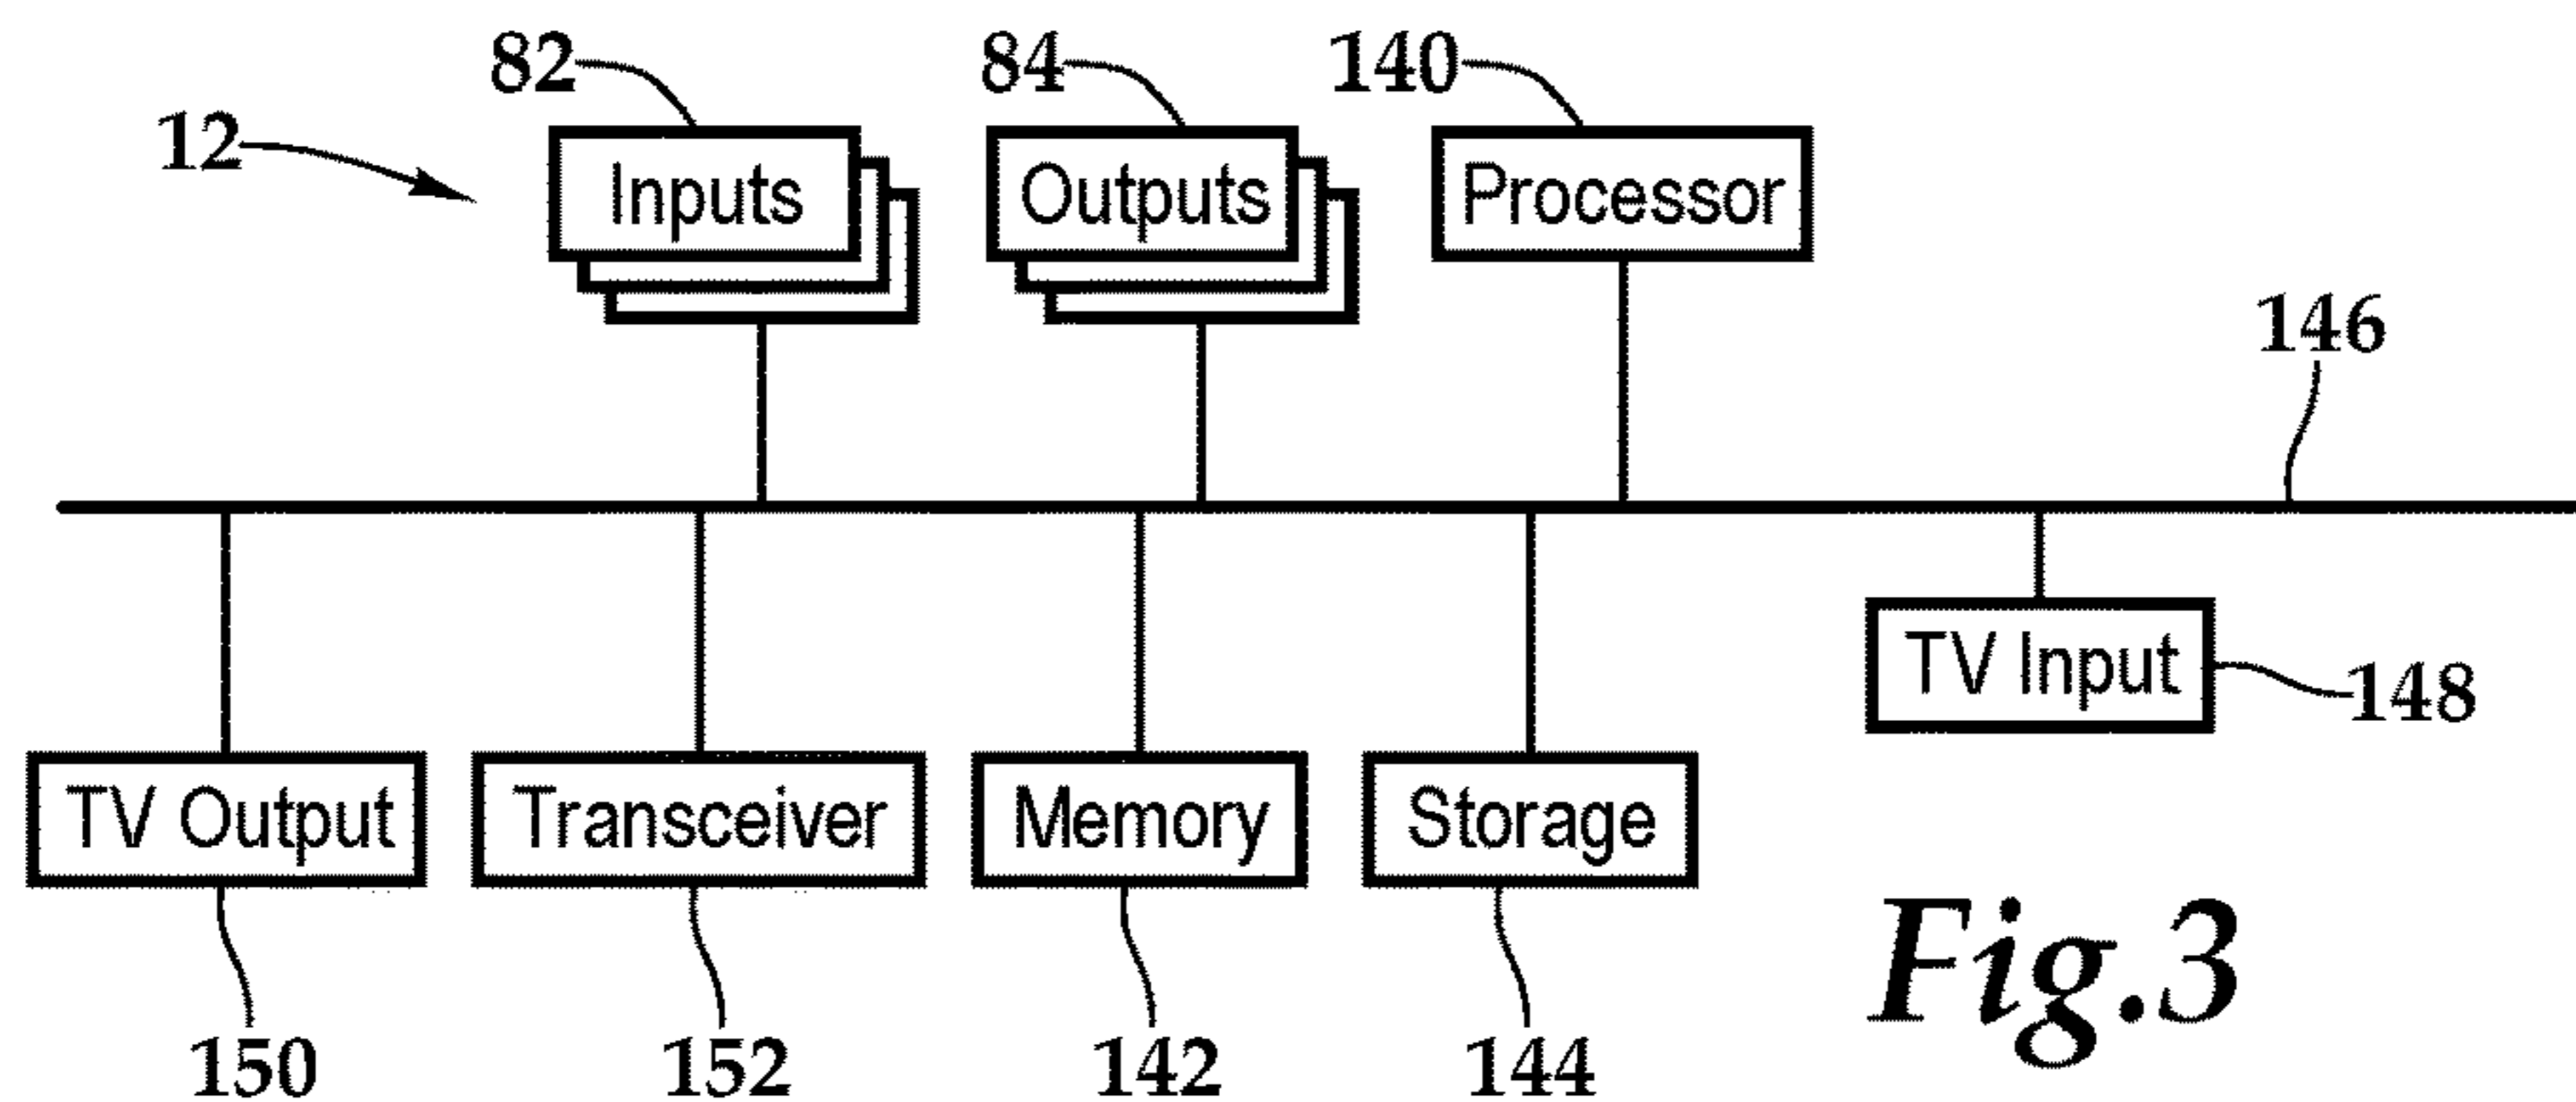 82
84
140
12
Inputs
Outputs
Processor
146
TV Input
148
TV Output
Transceiver
Memory
Storage
150
152
142
144
Fig.3